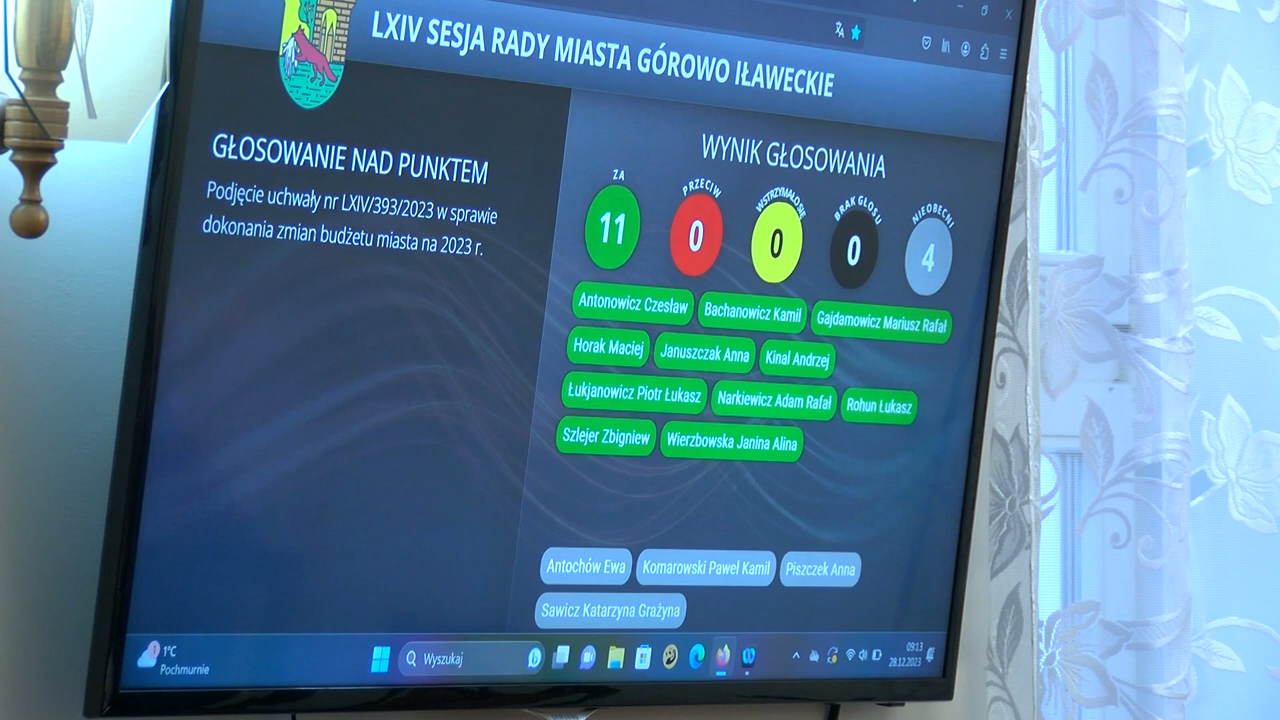 LXIV SESJA RADY MIASTA GÓROWO IŁAWECKIE
GŁOSOWANIE NAD PUNKTEM
Podjęcie uchwały nr LXIV/393/2023 w sprawie
dokonania zmian budżetu miasta na 2023 r.
WYNIK GŁOSOWANIA
ZA PRZECIW WSTRZYMAŁO SIĘ BRAK GŁOSU NIEOBECNI
11 0 0 0 4
Antonowicz Czesław Bachanowicz Kamil Gajdamowicz Mariusz Rafał
Horak Maciej Januszczak Anna Kinal Andrzej
Łukjanowicz Piotr Łukasz Narkiewicz Adam Rafał Rohun Łukasz
Szlejer Zbigniew Wierzbowska Janina Alina
Antochów Ewa Komarowski Paweł Kamil Piszczek Anna
Sawicz Katarzyna Grażyna
1°C
Pochmurnie
Wyszukaj
09:13
28.12.2023